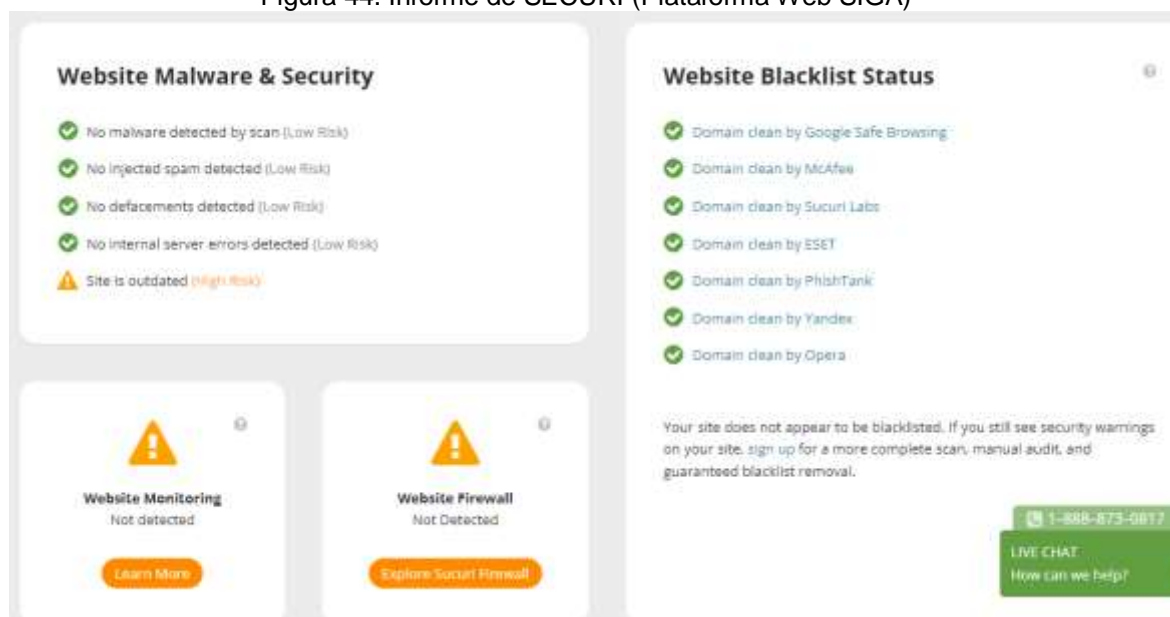 Figura 44. Informe de SECURI (Plataforma Web SIGA)
Website Malware & Security
No malware detected by scan (Low Risk)
No injected spam detected (Low Risk)
No defacements detected (Low Risk)
No internal server errors detected (Low Risk)
Site is outdated (High Risk)
Website Monitoring
Not detected
Learn More
Website Firewall
Not Detected
Explore Sucuri Firewall
Website Blacklist Status
Domain clean by Google Safe Browsing
Domain clean by McAfee
Domain clean by Sucuri Labs
Domain clean by ESET
Domain clean by PhishTank
Domain clean by Yandex
Domain clean by Opera
Your site does not appear to be blacklisted. If you still see security warnings
on your site, sign up for a more complete scan, manual audit, and
guaranteed blacklist removal.
1-888-873-0817
LIVE CHAT
How can we help?